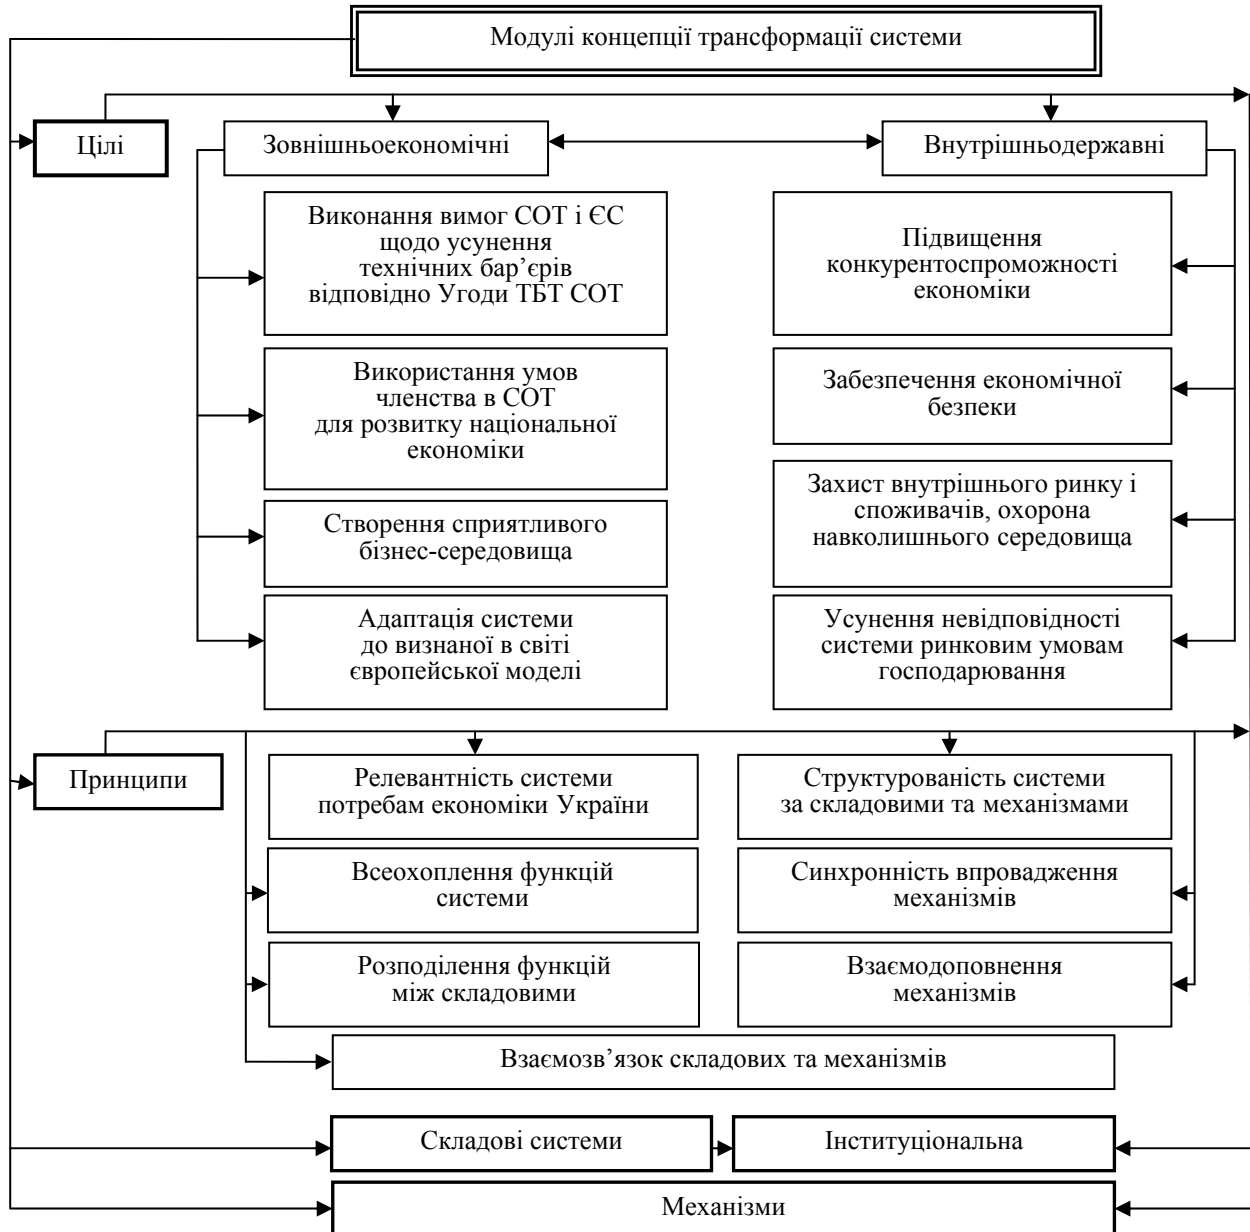 Модулі концепції трансформації системи
Цілі
Зовнішньоекономічні
Внутрішньодержавні
Виконання вимог СОТ і ЄС
щодо усунення
технічних бар’єрів
відповідно Угоди ТБТ СОТ
Підвищення
конкурентоспроможності
економіки
Використання умов
членства в СОТ
для розвитку національної
економіки
Забезпечення економічної
безпеки
Створення сприятливого
бізнес-середовища
Захист внутрішнього ринку і
споживачів, охорона
навколишнього середовища
Адаптація системи
до визнаної в світі
європейської моделі
Усунення невідповідності
системи ринковим умовам
господарювання
Принципи
Релевантність системи
потребам економіки України
Структурованість системи
за складовими та механізмами
Всеохоплення функцій
системи
Синхронність впровадження
механізмів
Розподілення функцій
між складовими
Взаємодоповнення
механізмів
Взаємозв’язок складових та механізмів
Складові системи
Інституціональна
Механізми